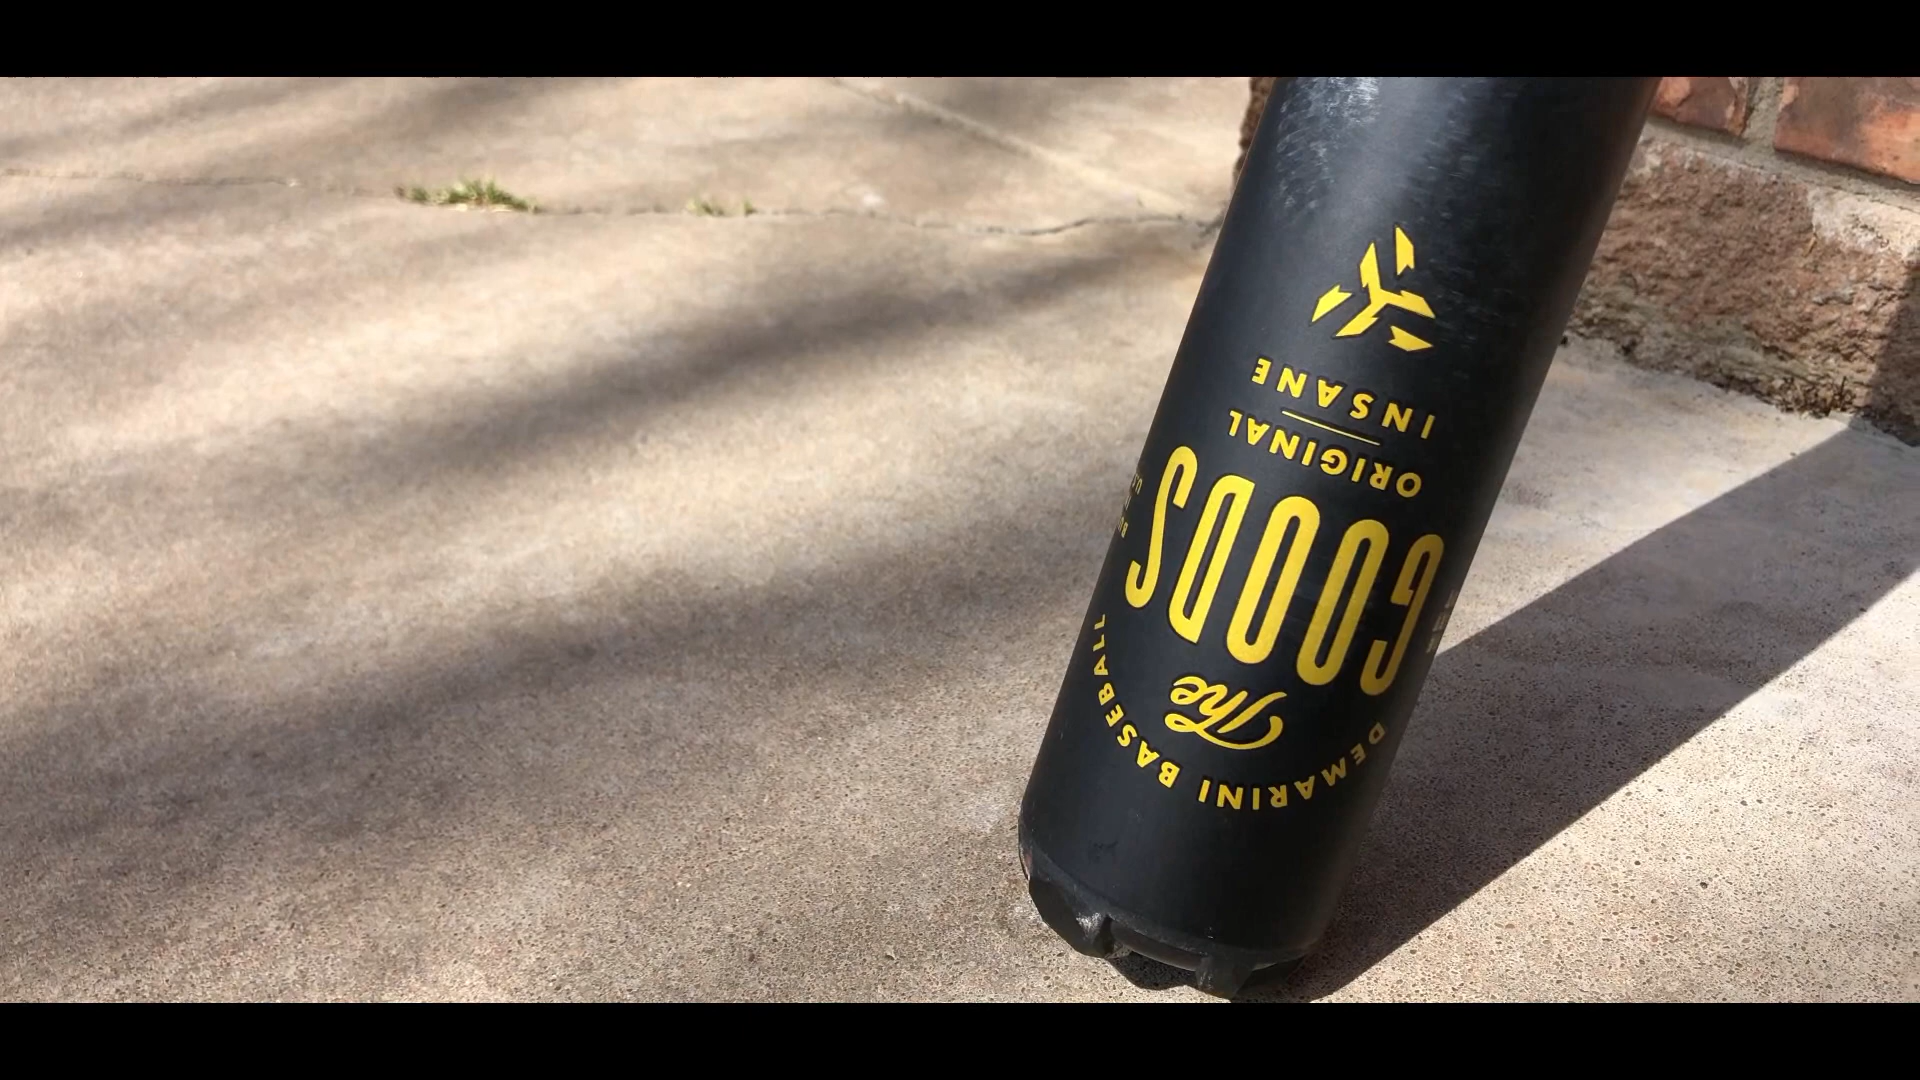 DEMARINI BASEBALL
The
GOODS
ORIGINAL
INSANE